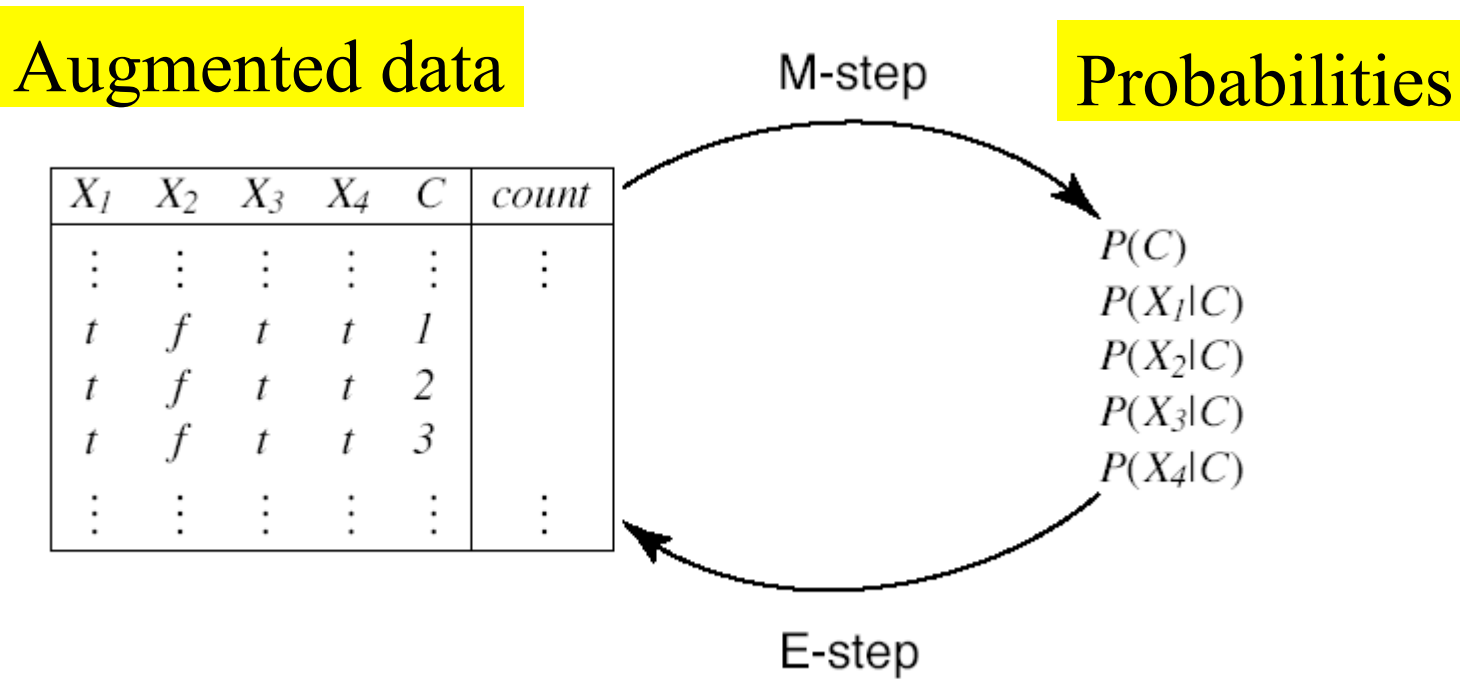 Augmented data
M-step
Probabilities
X1 X2 X3 X4 C count
⋮ ⋮ ⋮ ⋮ ⋮ ⋮
t f t t 1
t f t t 2
t f t t 3
⋮ ⋮ ⋮ ⋮ ⋮ ⋮
P(C)
P(X1|C)
P(X2|C)
P(X3|C)
P(X4|C)
E-step